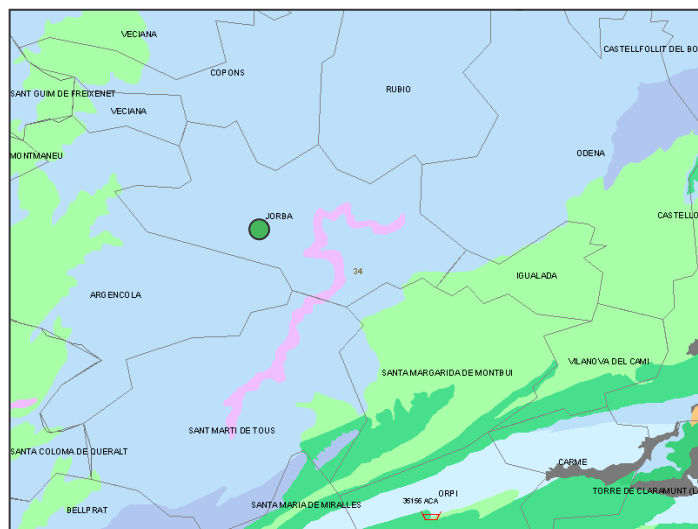 VECIANA
CASTELLFOLLIT DEL BO
COPONS
RUBIO
SANT GUIM DE FREIXENET
VECIANA
MONTMANEU
ODENA
JORBA
CASTELLO
34
IGUALADA
ARGENÇOLA
VILANOVA DEL CAMI
SANTA MARGARIDA DE MONTBUI
SANT MARTI DE TOUS
SANTA COLOMA DE QUERALT
CARME
ORPI
TORRE DE CLARAMUNT (L
35156 ACA
SANTA MARIA DE MIRALLES
BELLPRAT